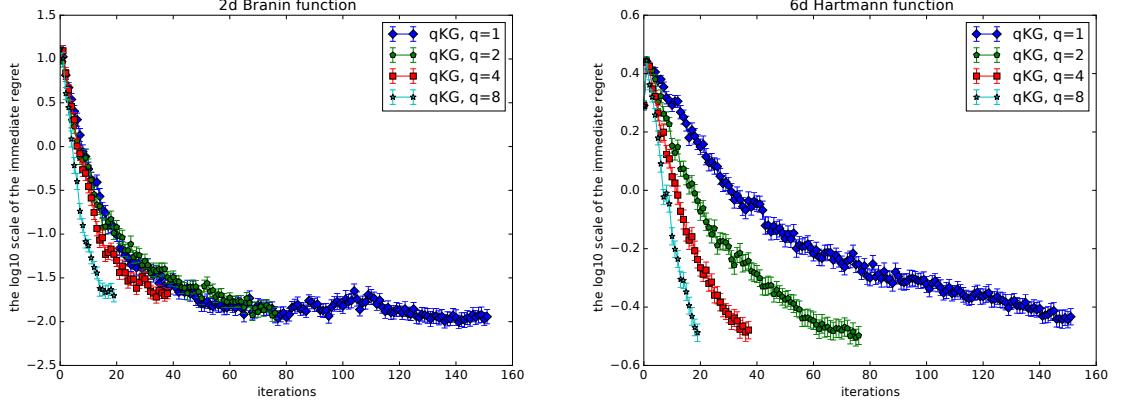 2d Branin function
the log10 scale of the immediate regret
1.5
1.0
0.5
0.0
−0.5
−1.0
−1.5
−2.0
−2.5
qKG, q=1
qKG, q=2
qKG, q=4
qKG, q=8
0 20 40 60 80 100 120 140 160
iterations
6d Hartmann function
the log10 scale of the immediate regret
0.6
0.4
0.2
0.0
−0.2
−0.4
−0.6
qKG, q=1
qKG, q=2
qKG, q=4
qKG, q=8
0 20 40 60 80 100 120 140 160
iterations